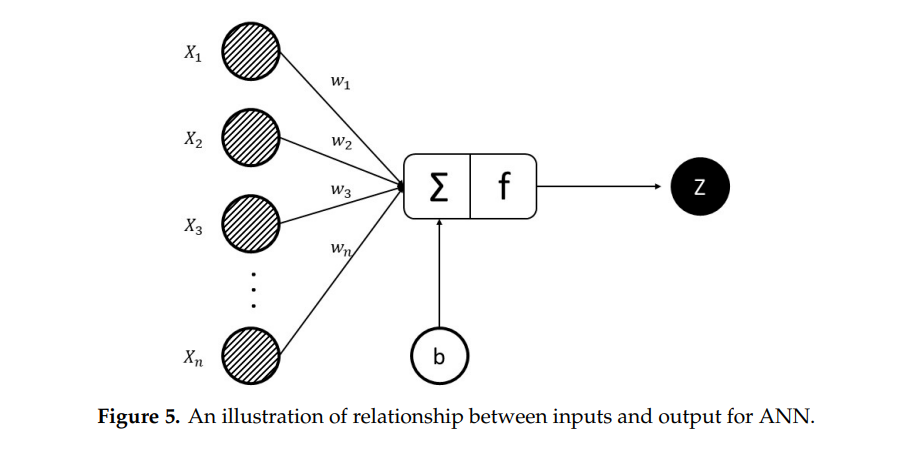 X₁
w₁
X₂
w₂
w₃
Σ f
z
X₃
wₙ
Xₙ
b
Figure 5. An illustration of relationship between inputs and output for ANN.